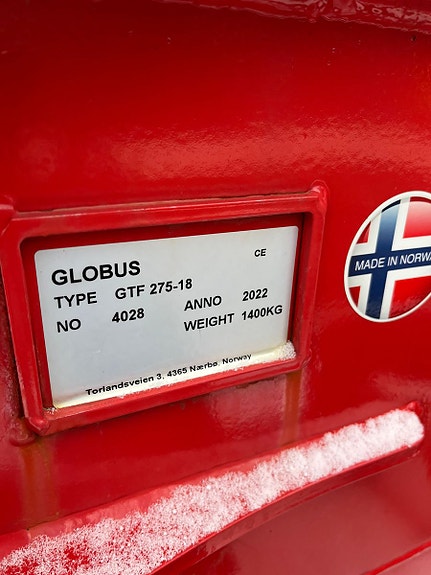 GLOBUS
CE
TYPE GTF 275-18
NO 4028
ANNO 2022
WEIGHT 1400KG
Torlandsveien 3, 4365 Nærbø, Norway
MADE IN NORWAY